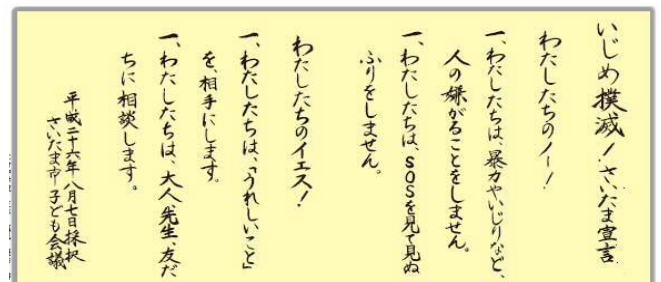 いじめ撲滅!さいたま宣言
わたしたちのノー!
一、わたしたちは、暴力やいじりなど、
人の嫌がることをしません。
一、わたしたちは、SOSを見て見ぬ
ふりをしません。
わたしたちのイエス!
一、わたしたちは、「うれしいこと」
を、相手にします。
一、わたしたちは、大人、先生、友だ
ちに相談します。
平成二十六年八月七日採択
さいたま市子ども会議